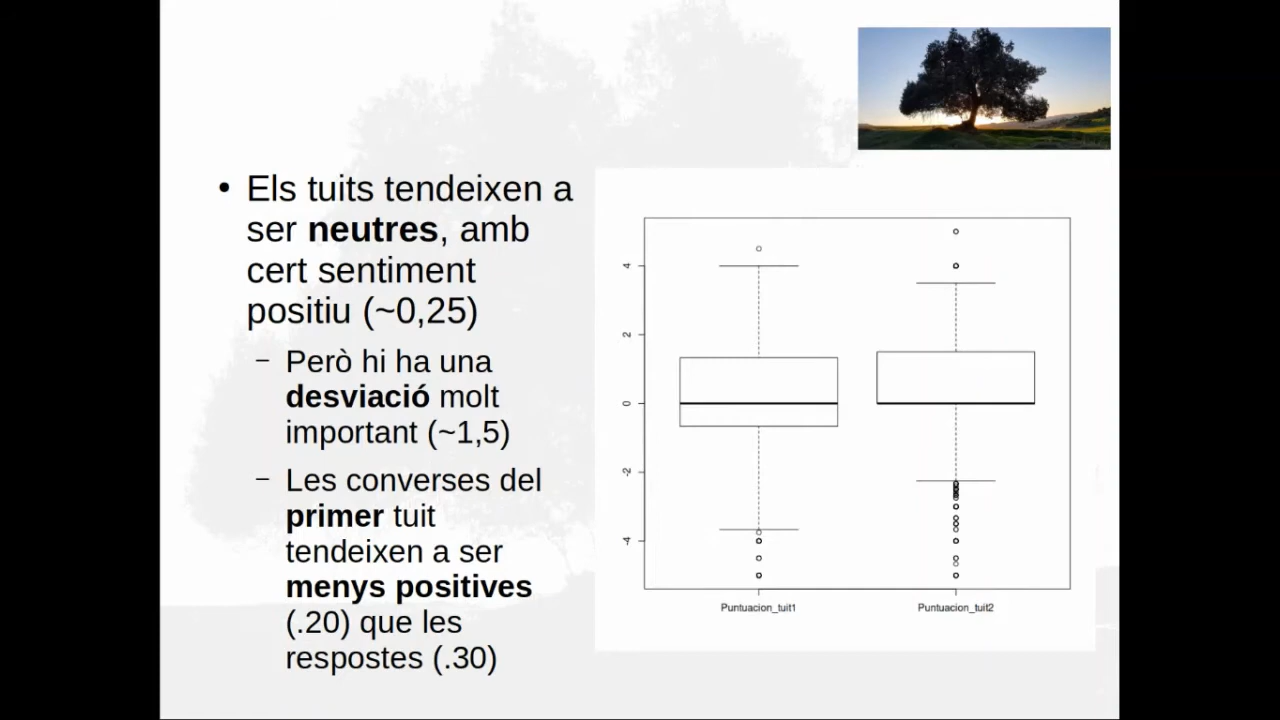 • Els tuits tendeixen a
ser neutres, amb
cert sentiment
positiu (~0,25)
– Però hi ha una
desviació molt
important (~1,5)
– Les converses del
primer tuit
tendeixen a ser
menys positives
(.20) que les
respostes (.30)
4
2
0
-2
-4
Puntuacion_tuit1
Puntuacion_tuit2